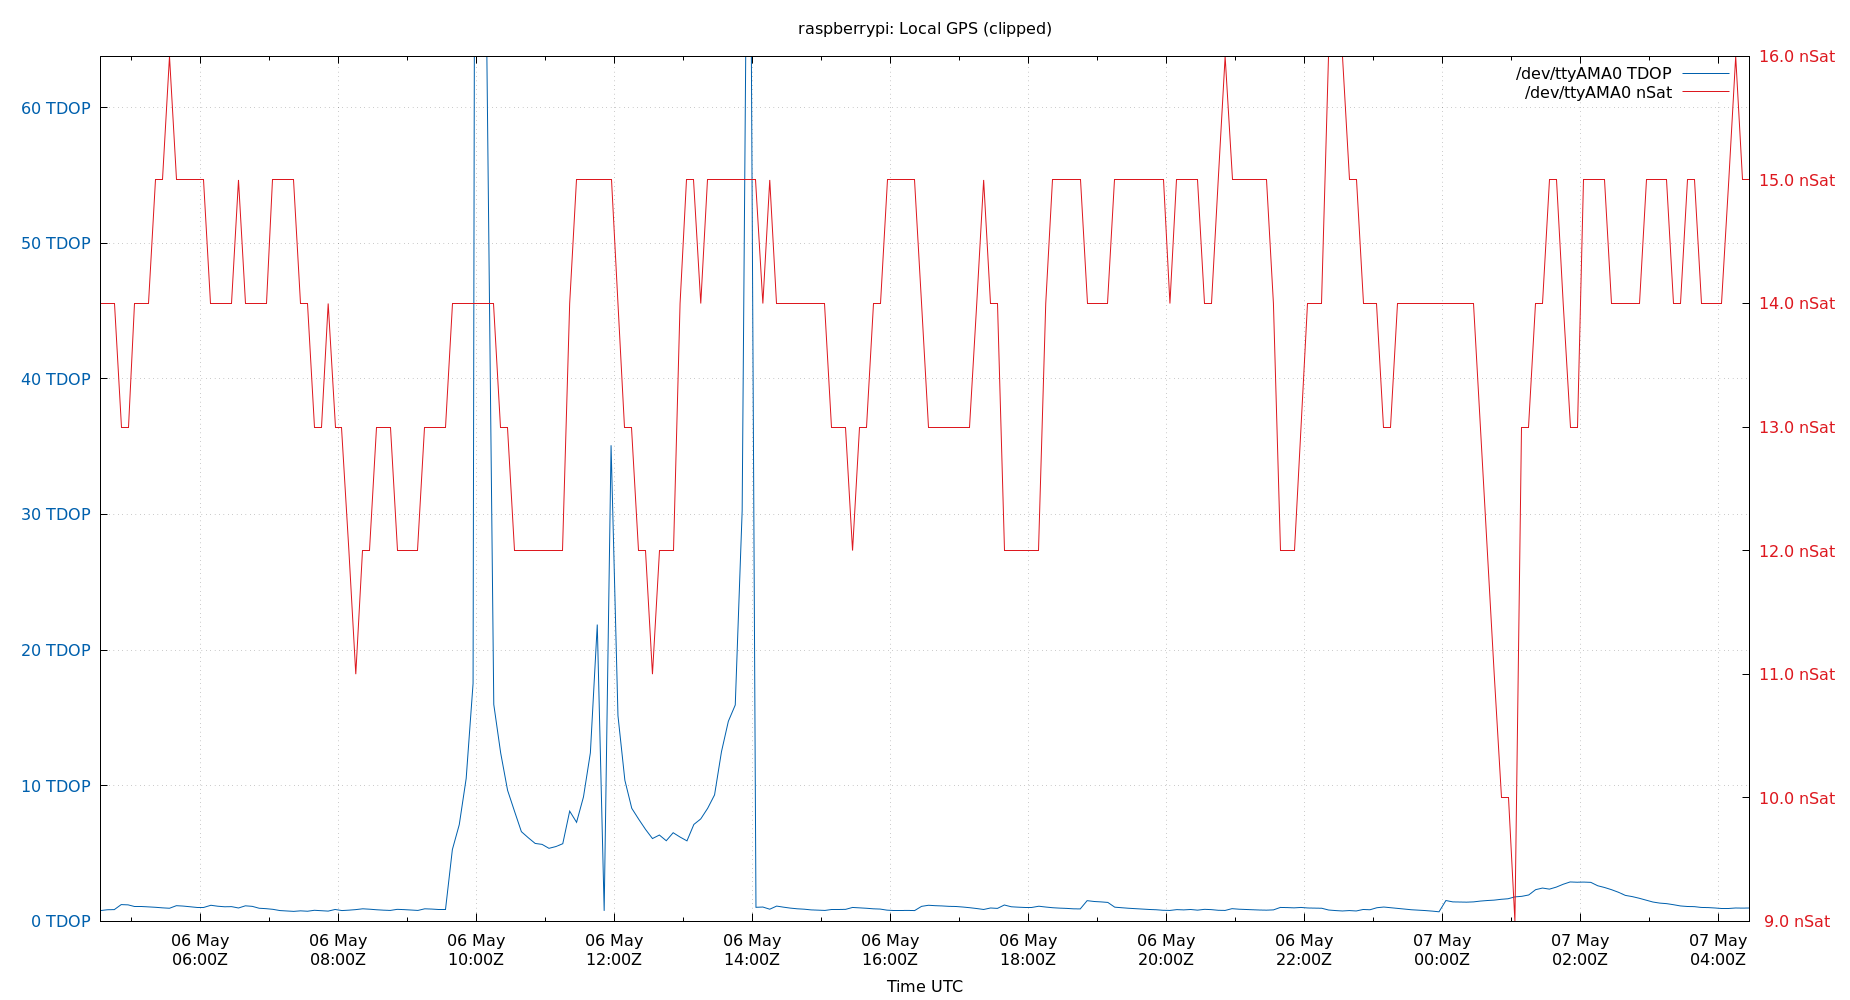 raspberrypi: Local GPS (clipped)
/dev/ttyAMA0 TDOP
/dev/ttyAMA0 nSat
60 TDOP
50 TDOP
40 TDOP
30 TDOP
20 TDOP
10 TDOP
0 TDOP
16.0 nSat
15.0 nSat
14.0 nSat
13.0 nSat
12.0 nSat
11.0 nSat
10.0 nSat
9.0 nSat
06 May
06:00Z
06 May
08:00Z
06 May
10:00Z
06 May
12:00Z
06 May
14:00Z
06 May
16:00Z
06 May
18:00Z
06 May
20:00Z
06 May
22:00Z
07 May
00:00Z
07 May
02:00Z
07 May
04:00Z
Time UTC